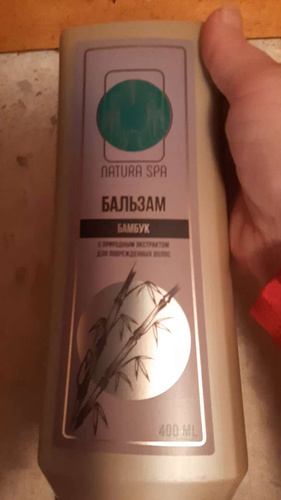 NATURA SPA
БАЛЬЗАМ
БАМБУК
С ПРИРОДНЫМ ЭКСТРАКТОМ
ДЛЯ ПОВРЕЖДЕННЫХ ВОЛОС
400 ML